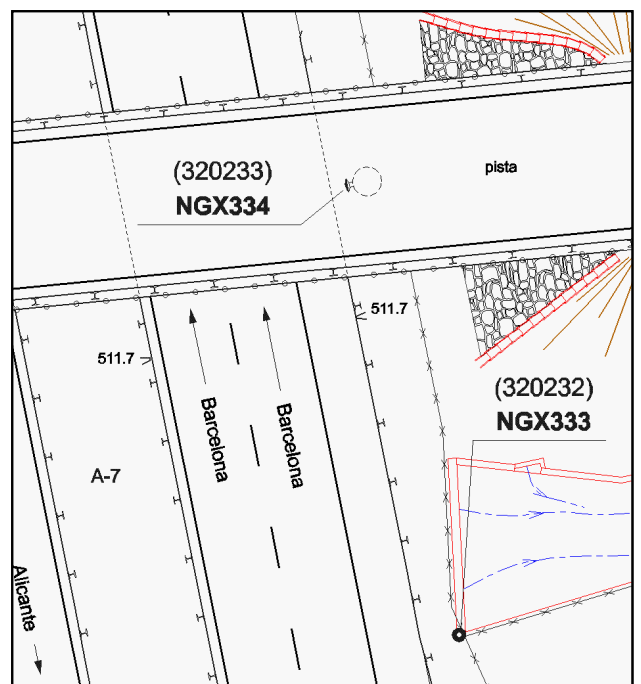 (320233)
NGX334
pista
511.7
511.7
Barcelona
Barcelona
(320232)
NGX333
A-7
Alicante